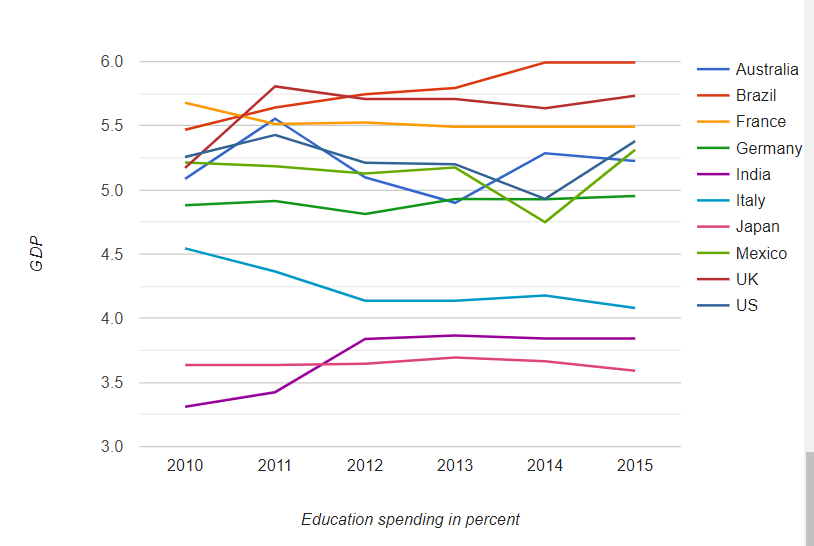 6.0
5.5
5.0
4.5
4.0
3.5
3.0
GDP
2010 2011 2012 2013 2014 2015
Education spending in percent
Australia
Brazil
France
Germany
India
Italy
Japan
Mexico
UK
US